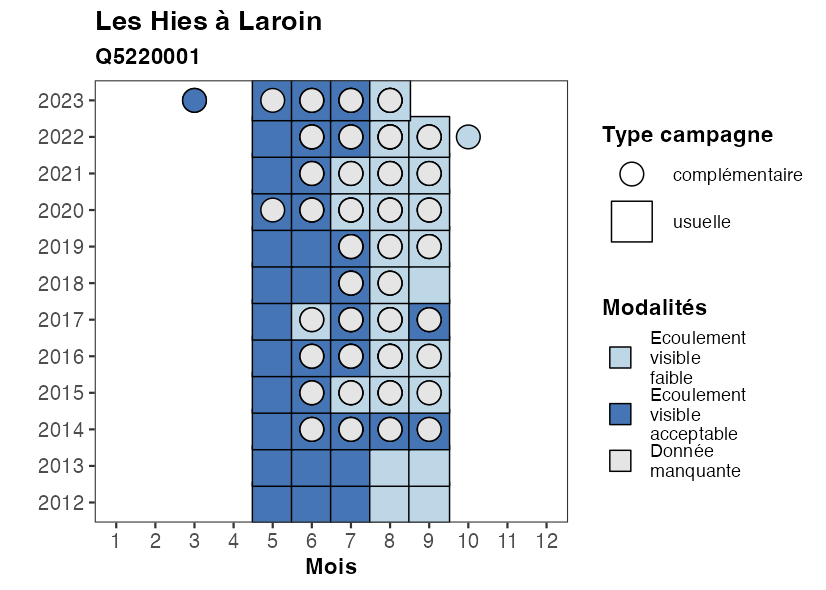 Les Hies à Laroin
Q5220001
2023
2022
2021
2020
2019
2018
2017
2016
2015
2014
2013
2012
1 2 3 4 5 6 7 8 9 10 11 12
Mois
Type campagne
complémentaire
usuelle
Modalités
Ecoulement
visible
faible
Ecoulement
visible
acceptable
Donnée
manquante